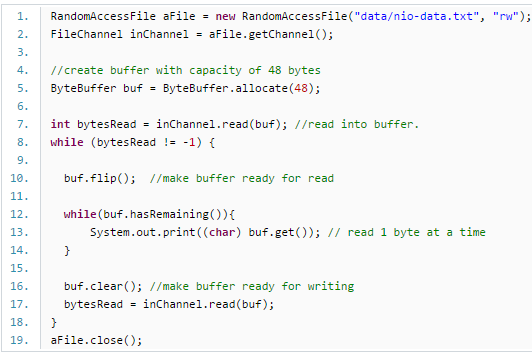 1. RandomAccessFile aFile = new RandomAccessFile("data/nio-data.txt", "rw");
2. FileChannel inChannel = aFile.getChannel();
3.
4. //create buffer with capacity of 48 bytes
5. ByteBuffer buf = ByteBuffer.allocate(48);
6.
7. int bytesRead = inChannel.read(buf); //read into buffer.
8. while (bytesRead != -1) {
9.
10.   buf.flip();  //make buffer ready for read
11.
12.   while(buf.hasRemaining()){
13.       System.out.print((char) buf.get()); // read 1 byte at a time
14.   }
15.
16.   buf.clear(); //make buffer ready for writing
17.   bytesRead = inChannel.read(buf);
18. }
19. aFile.close();